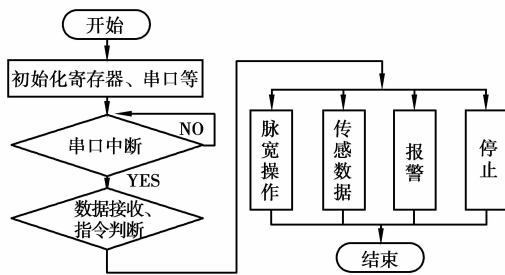 开始
初始化寄存器、串口等
串口中断
NO
YES
数据接收、
指令判断
脉宽操作
传感数据
报警
停止
结束